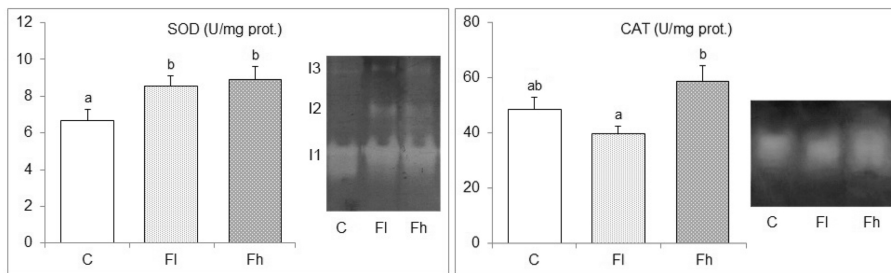 SOD (U/mg prot.)
12
10
8
6
4
2
0
a
b
b
C
Fl
Fh
I3
I2
I1
C Fl Fh
CAT (U/mg prot.)
80
60
40
20
0
ab
a
b
C
Fl
Fh
C Fl Fh